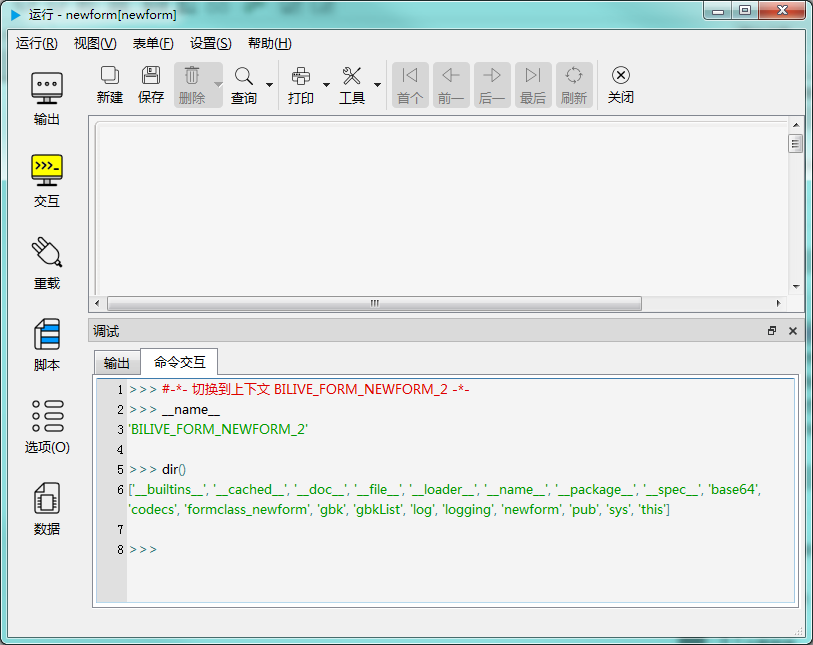 运行 - newform[newform]
运行(R) 视图(V) 表单(F) 设置(S) 帮助(H)
新建 保存 删除 查询 打印 工具 首个 前一 后一 最后 刷新 关闭
输出
交互
重载
脚本
选项(O)
数据
调试
输出 命令交互
1 >>> #-*- 切换到上下文 BILIVE_FORM_NEWFORM_2 -*-
2 >>> __name__
3 'BILIVE_FORM_NEWFORM_2'
4
5 >>> dir()
6 ['__builtins__', '__cached__', '__doc__', '__file__', '__loader__', '__name__', '__package__', '__spec__', 'base64',
'codecs', 'formclass_newform', 'gbk', 'gbkList', 'log', 'logging', 'newform', 'pub', 'sys', 'this']
7
8 >>>